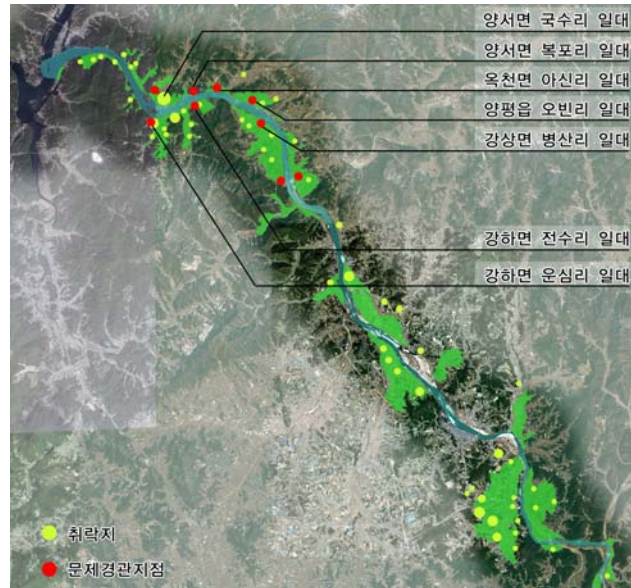 양서면 국수리 일대
양서면 복포리 일대
옥천면 아신리 일대
양평읍 오빈리 일대
강상면 병산리 일대
강하면 전수리 일대
강하면 운심리 일대
취락지
문제경관지점